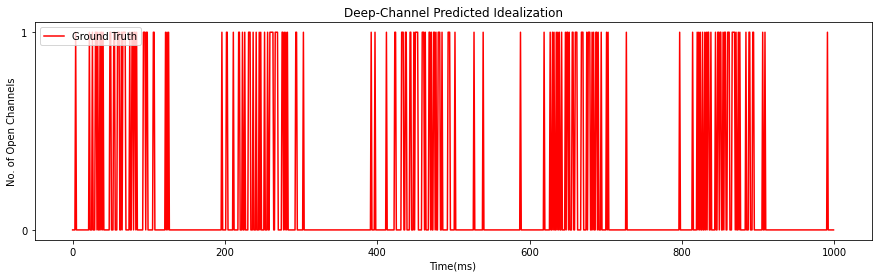 Deep-Channel Predicted Idealization
Ground Truth
No. of Open Channels
1
0
0 200 400 600 800 1000
Time(ms)